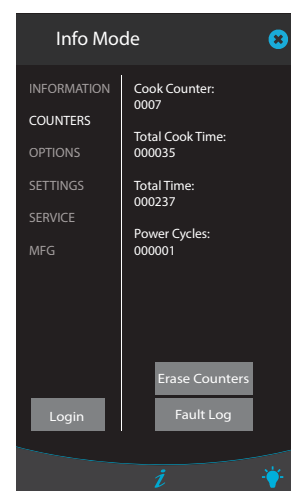 Info Mode
INFORMATION
COUNTERS
OPTIONS
SETTINGS
SERVICE
MFG
Cook Counter:
0007
Total Cook Time:
000035
Total Time:
000237
Power Cycles:
000001
Erase Counters
Login
Fault Log
i